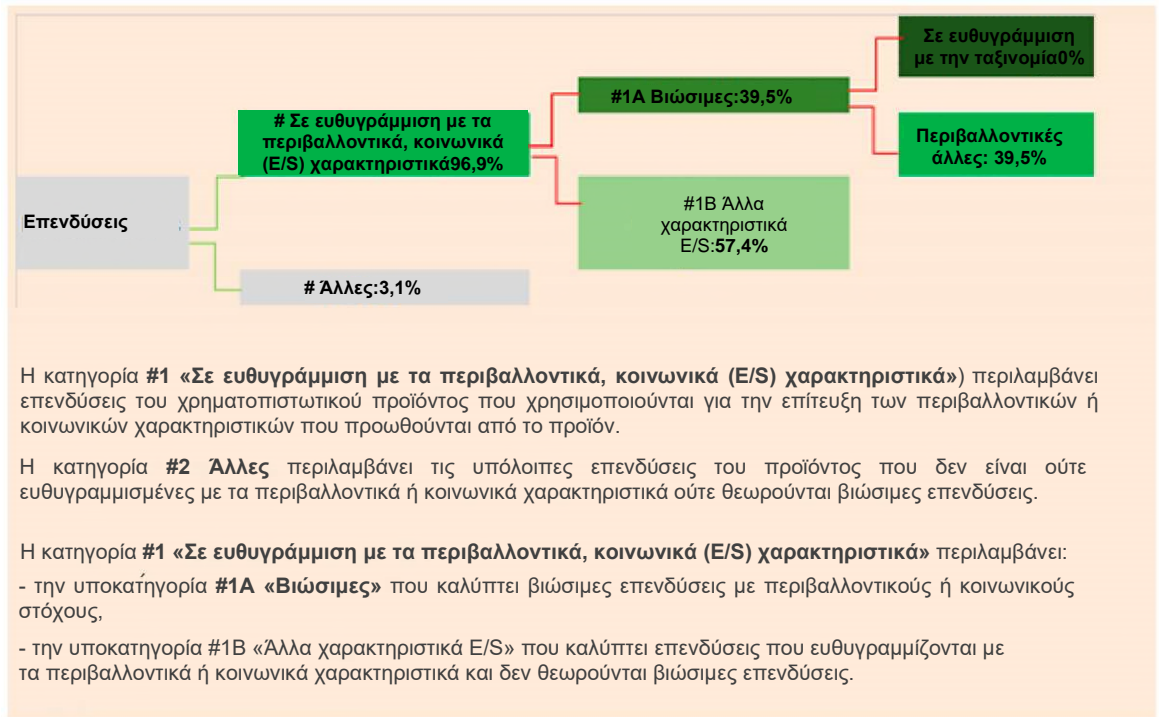 Σε ευθυγράμμιση
με την ταξινομία0%
#1Α Βιώσιμες:39,5%
# Σε ευθυγράμμιση με τα
περιβαλλοντικά, κοινωνικά
(E/S) χαρακτηριστικά96,9%
Περιβαλλοντικές
άλλες: 39,5%
Επενδύσεις
#1Β Άλλα
χαρακτηριστικά
E/S:57,4%
# Άλλες:3,1%
Η κατηγορία #1 «Σε ευθυγράμμιση με τα περιβαλλοντικά, κοινωνικά (E/S) χαρακτηριστικά») περιλαμβάνει
επενδύσεις του χρηματοπιστωτικού προϊόντος που χρησιμοποιούνται για την επίτευξη των περιβαλλοντικών ή
κοινωνικών χαρακτηριστικών που προωθούνται από το προϊόν.
Η κατηγορία #2 Άλλες περιλαμβάνει τις υπόλοιπες επενδύσεις του προϊόντος που δεν είναι ούτε
ευθυγραμμισμένες με τα περιβαλλοντικά ή κοινωνικά χαρακτηριστικά ούτε θεωρούνται βιώσιμες επενδύσεις.
Η κατηγορία #1 «Σε ευθυγράμμιση με τα περιβαλλοντικά, κοινωνικά (E/S) χαρακτηριστικά» περιλαμβάνει:
- την υποκατηγορία #1Α «Βιώσιμες» που καλύπτει βιώσιμες επενδύσεις με περιβαλλοντικούς ή κοινωνικούς
στόχους,
- την υποκατηγορία #1Β «Άλλα χαρακτηριστικά E/S» που καλύπτει επενδύσεις που ευθυγραμμίζονται με
τα περιβαλλοντικά ή κοινωνικά χαρακτηριστικά και δεν θεωρούνται βιώσιμες επενδύσεις.